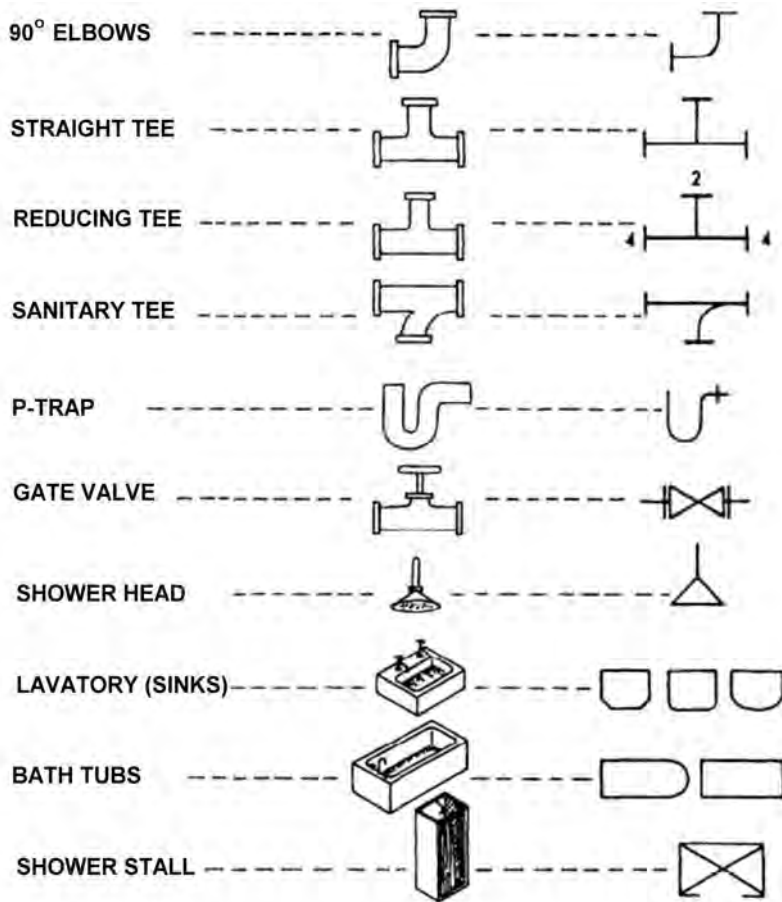 90° ELBOWS
STRAIGHT TEE
2
REDUCING TEE
4 4
SANITARY TEE
P-TRAP
GATE VALVE
SHOWER HEAD
LAVATORY (SINKS)
BATH TUBS
SHOWER STALL